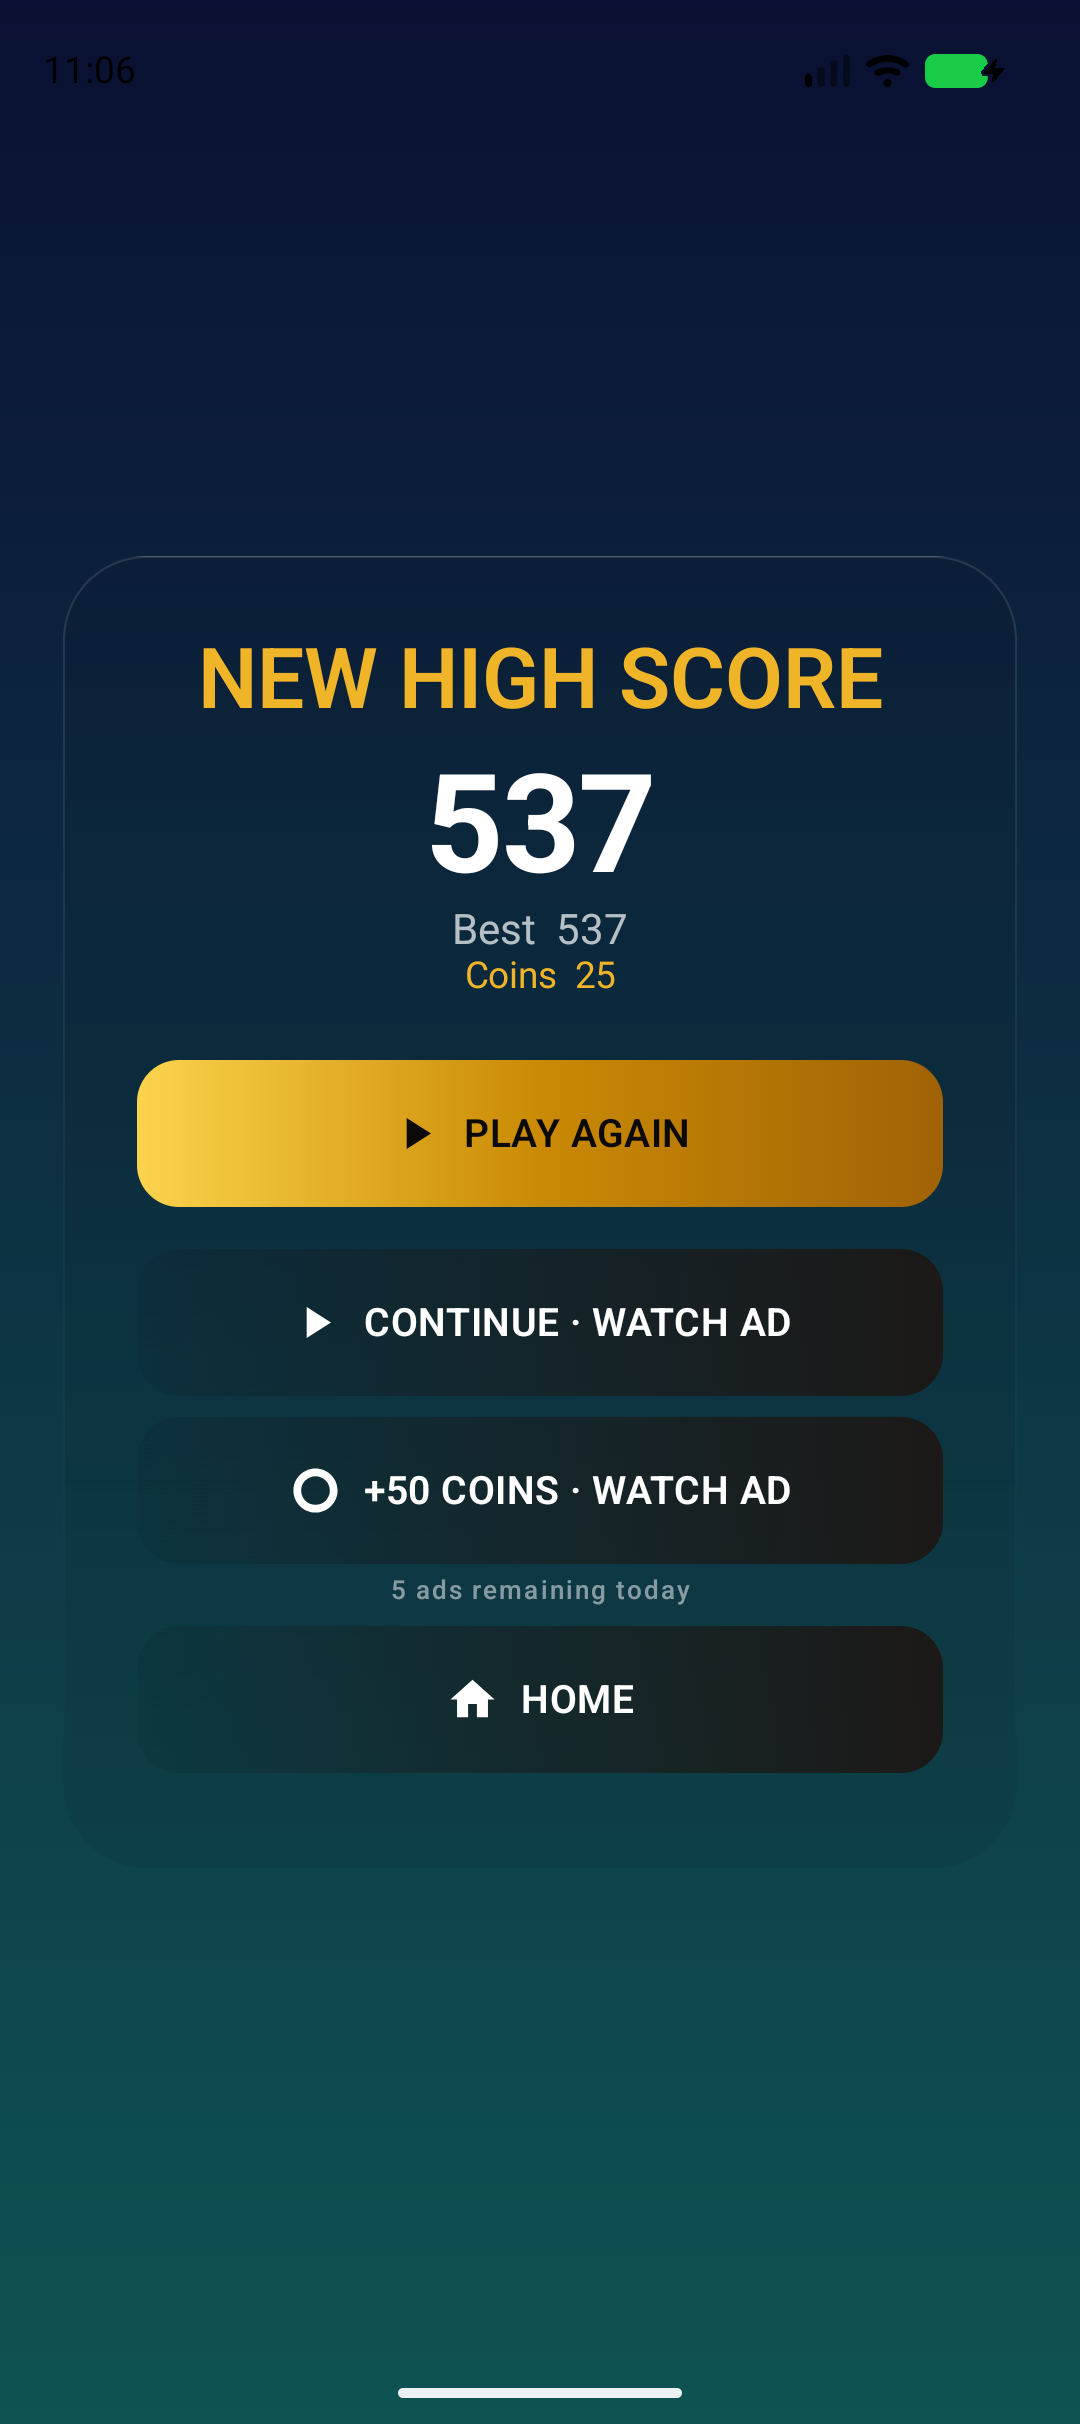 11:06
NEW HIGH SCORE
537
Best 537
Coins 25
PLAY AGAIN
CONTINUE · WATCH AD
+50 COINS · WATCH AD
5 ads remaining today
HOME